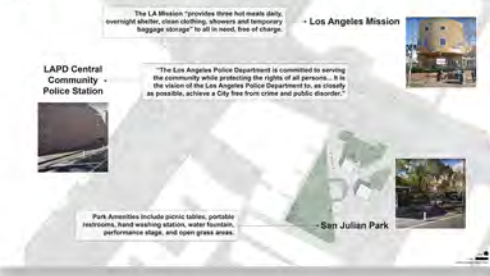 The LA Mission "provides three hot meals daily,
overnight shelter, clean clothing, showers and temporary
baggage storage" to all in need, free of charge.
Los Angeles Mission
LAPD Central
Community
Police Station
"The Los Angeles Police Department is committed to serving
the community while protecting the rights of all persons... It is
the vision of the Los Angeles Police Department to, as closely
as possible, achieve a City free from crime and public disorder."
Park Amenities include picnic tables, portable
restrooms, hand washing station, water fountain,
performance stage, and open grass areas.
San Julian Park